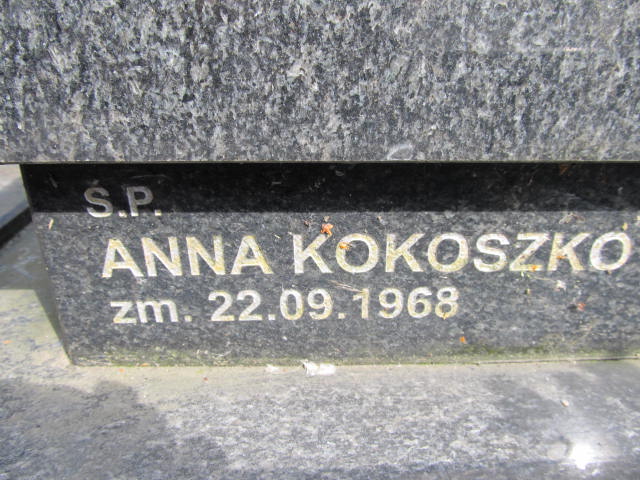 Ś.P.
ANNA KOKOSZKO
zm. 22.09.1968